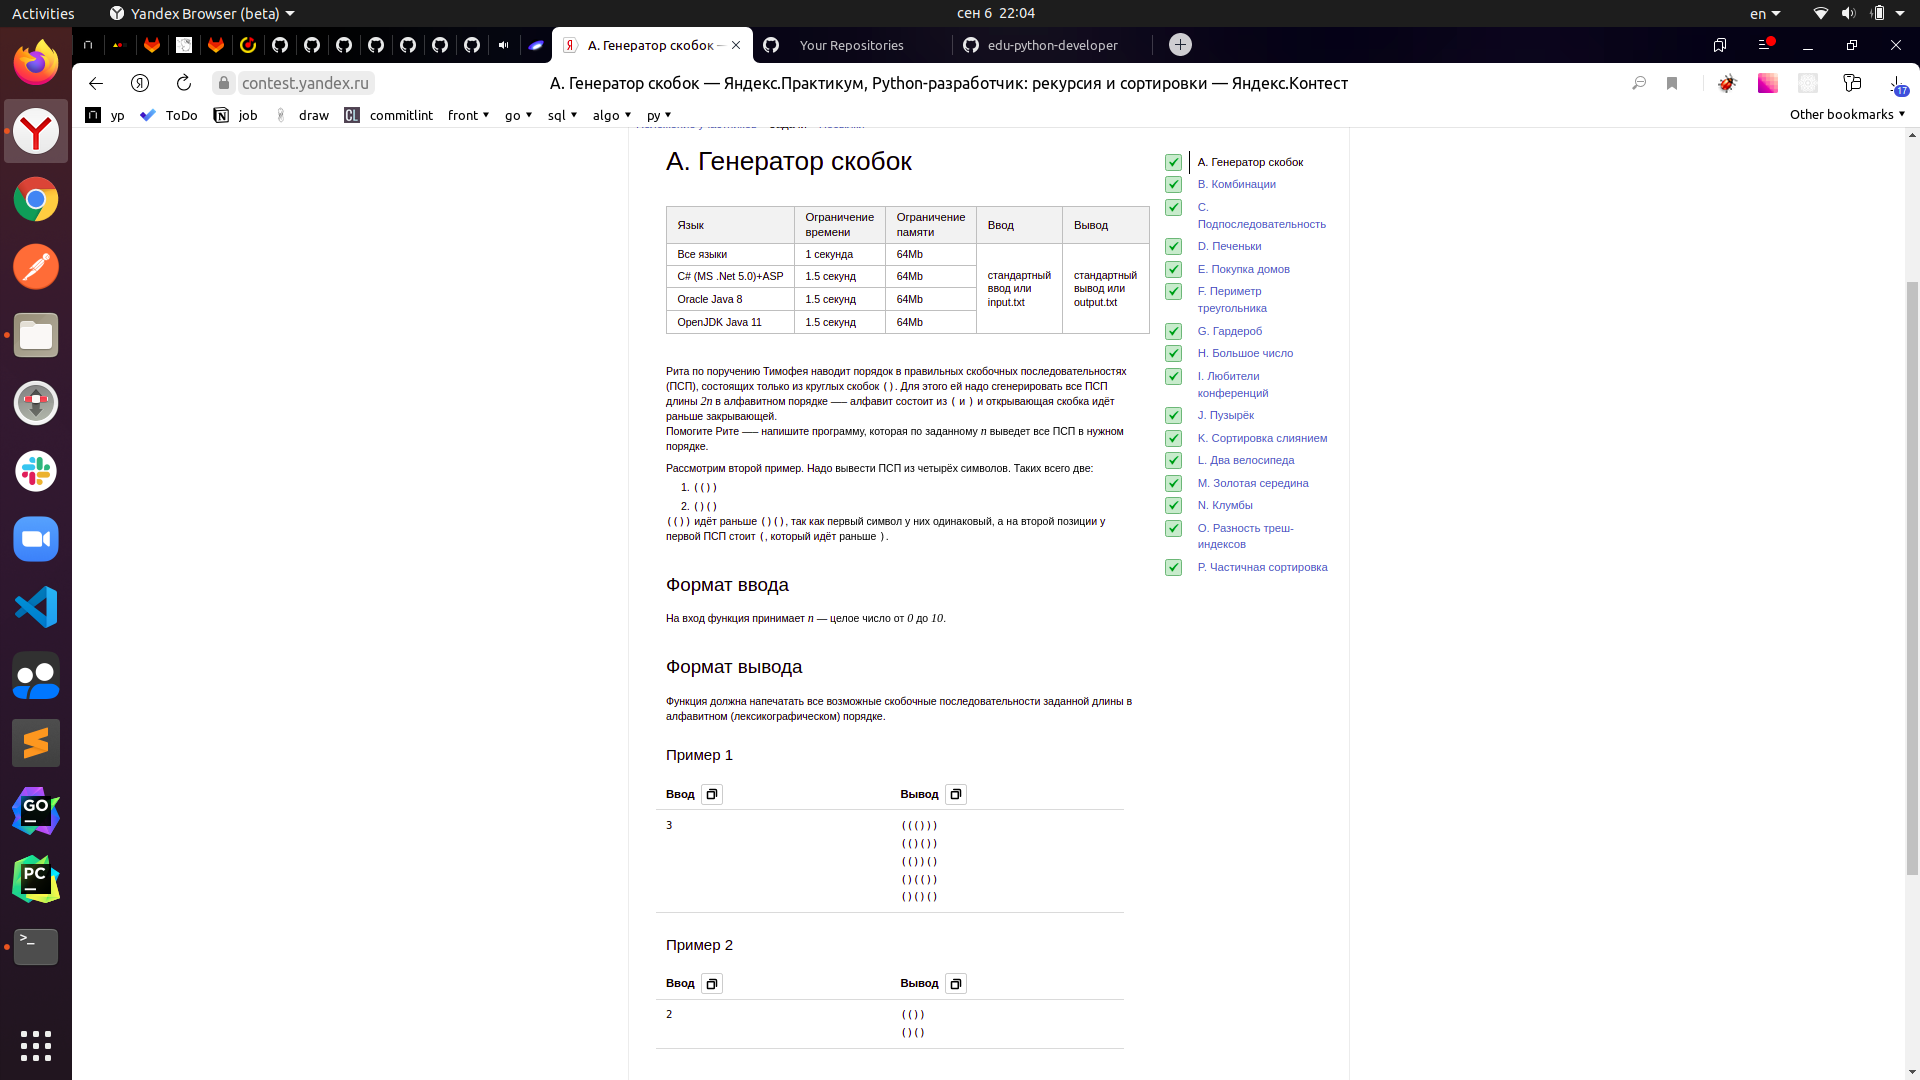 Activities
Yandex Browser (beta)
сен 6 22:04
en
A. Генератор скобок —
Your Repositories
edu-python-developer
contest.yandex.ru
A. Генератор скобок — Яндекс.Практикум, Python-разработчик: рекурсия и сортировки — Яндекс.Контест
17
yp
ToDo
job
draw
CL
commitlint
front
go
sql
algo
py
Other bookmarks
A. Генератор скобок
Язык
Ограничение времени
Ограничение памяти
Ввод
Вывод
Все языки
1 секунда
64Mb
стандартный ввод или input.txt
стандартный вывод или output.txt
C# (MS .Net 5.0)+ASP
1.5 секунд
64Mb
Oracle Java 8
1.5 секунд
64Mb
OpenJDK Java 11
1.5 секунд
64Mb
Рита по поручению Тимофея наводит порядок в правильных скобочных последовательностях
(ПСП), состоящих только из круглых скобок (). Для этого ей надо сгенерировать все ПСП
длины 2n в алфавитном порядке —– алфавит состоит из ( и ) и открывающая скобка идёт
раньше закрывающей.
Помогите Рите —– напишите программу, которая по заданному n выведет все ПСП в нужном
порядке.
Рассмотрим второй пример. Надо вывести ПСП из четырёх символов. Таких всего две:
1. (())
2. ()()
(()) идёт раньше ()(), так как первый символ у них одинаковый, а на второй позиции у
первой ПСП стоит (, который идёт раньше ).
Формат ввода
На вход функция принимает n — целое число от 0 до 10.
Формат вывода
Функция должна напечатать все возможные скобочные последовательности заданной длины в
алфавитном (лексикографическом) порядке.
Пример 1
Ввод
Вывод
3
((()))
(()())
(())()
()(())
()()()
Пример 2
Ввод
Вывод
2
(())
()()
A. Генератор скобок
B. Комбинации
C.
Подпоследовательность
D. Печеньки
E. Покупка домов
F. Периметр
треугольника
G. Гардероб
H. Большое число
I. Любители
конференций
J. Пузырёк
K. Сортировка слиянием
L. Два велосипеда
M. Золотая середина
N. Клумбы
O. Разность треш-
индексов
P. Частичная сортировка
GO
PC